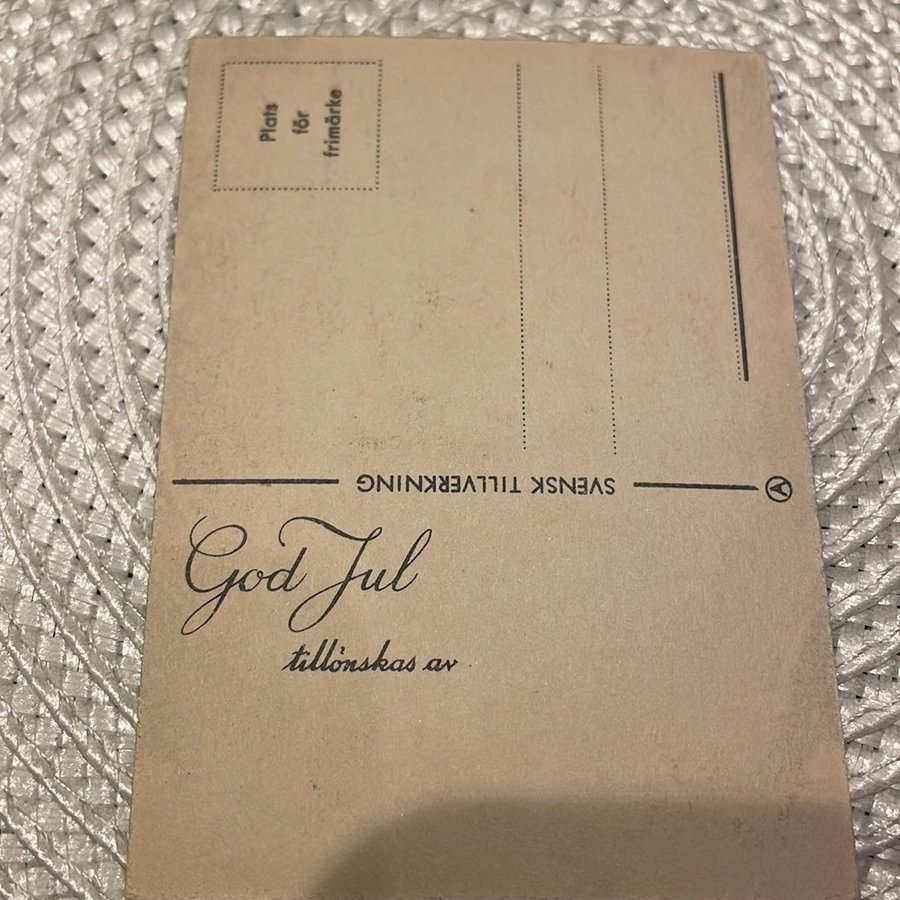 Plats
för
frimärke
SVENSK TILLVERKNING
A
God Jul
tillönskas av